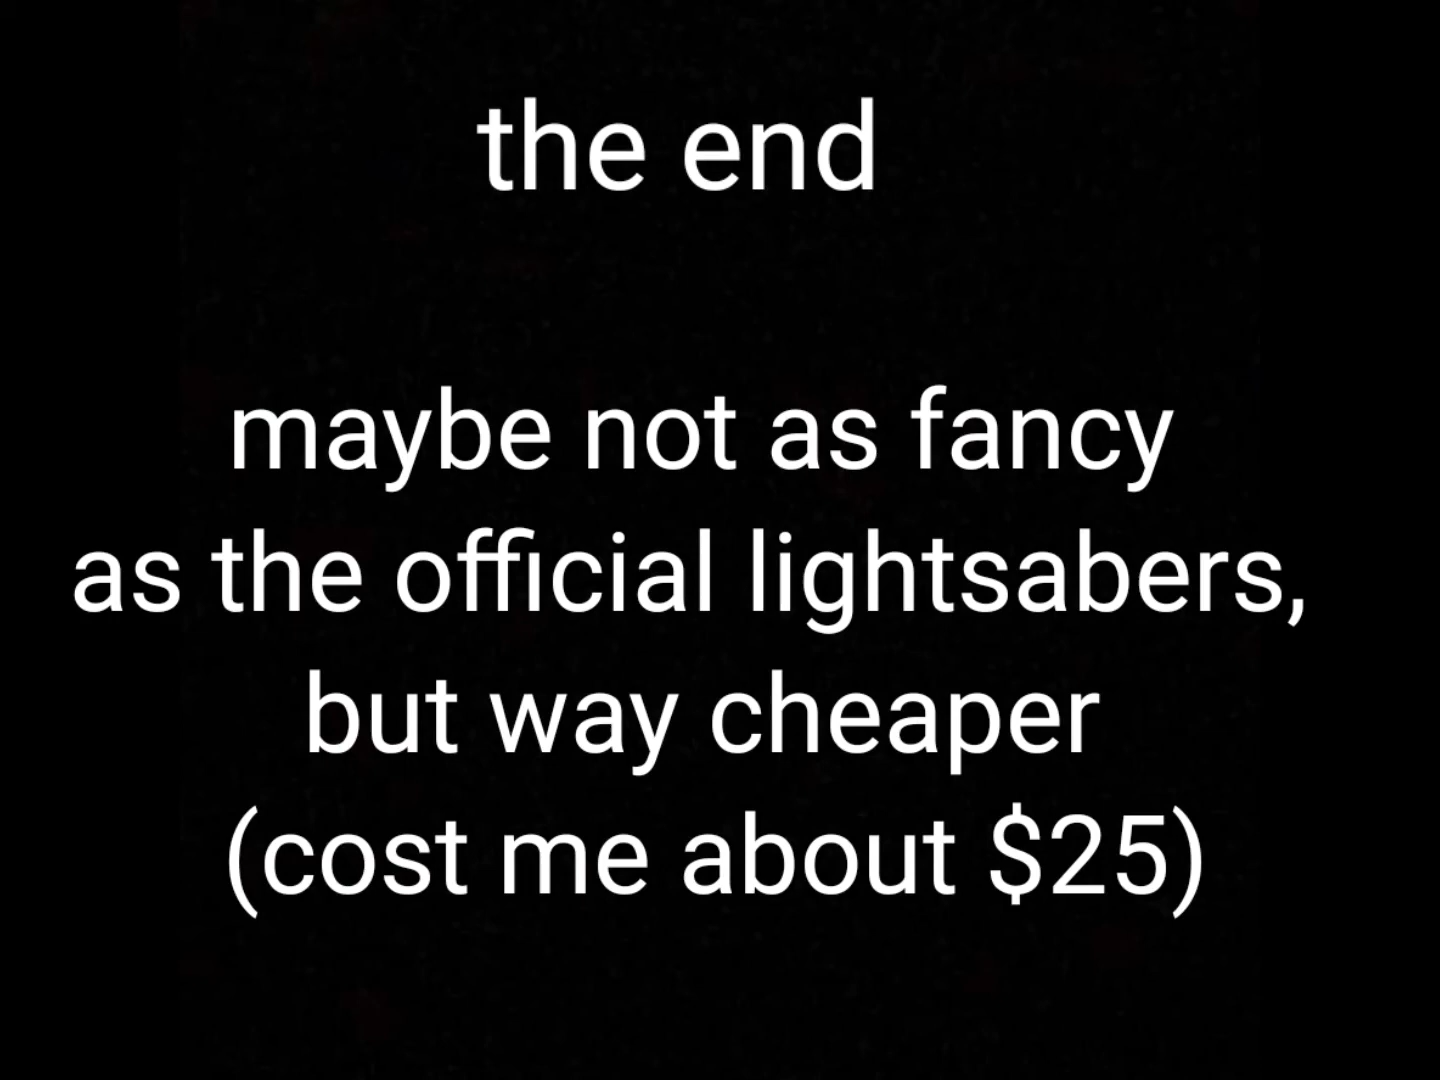 the end
maybe not as fancy
as the official lightsabers,
but way cheaper
(cost me about $25)